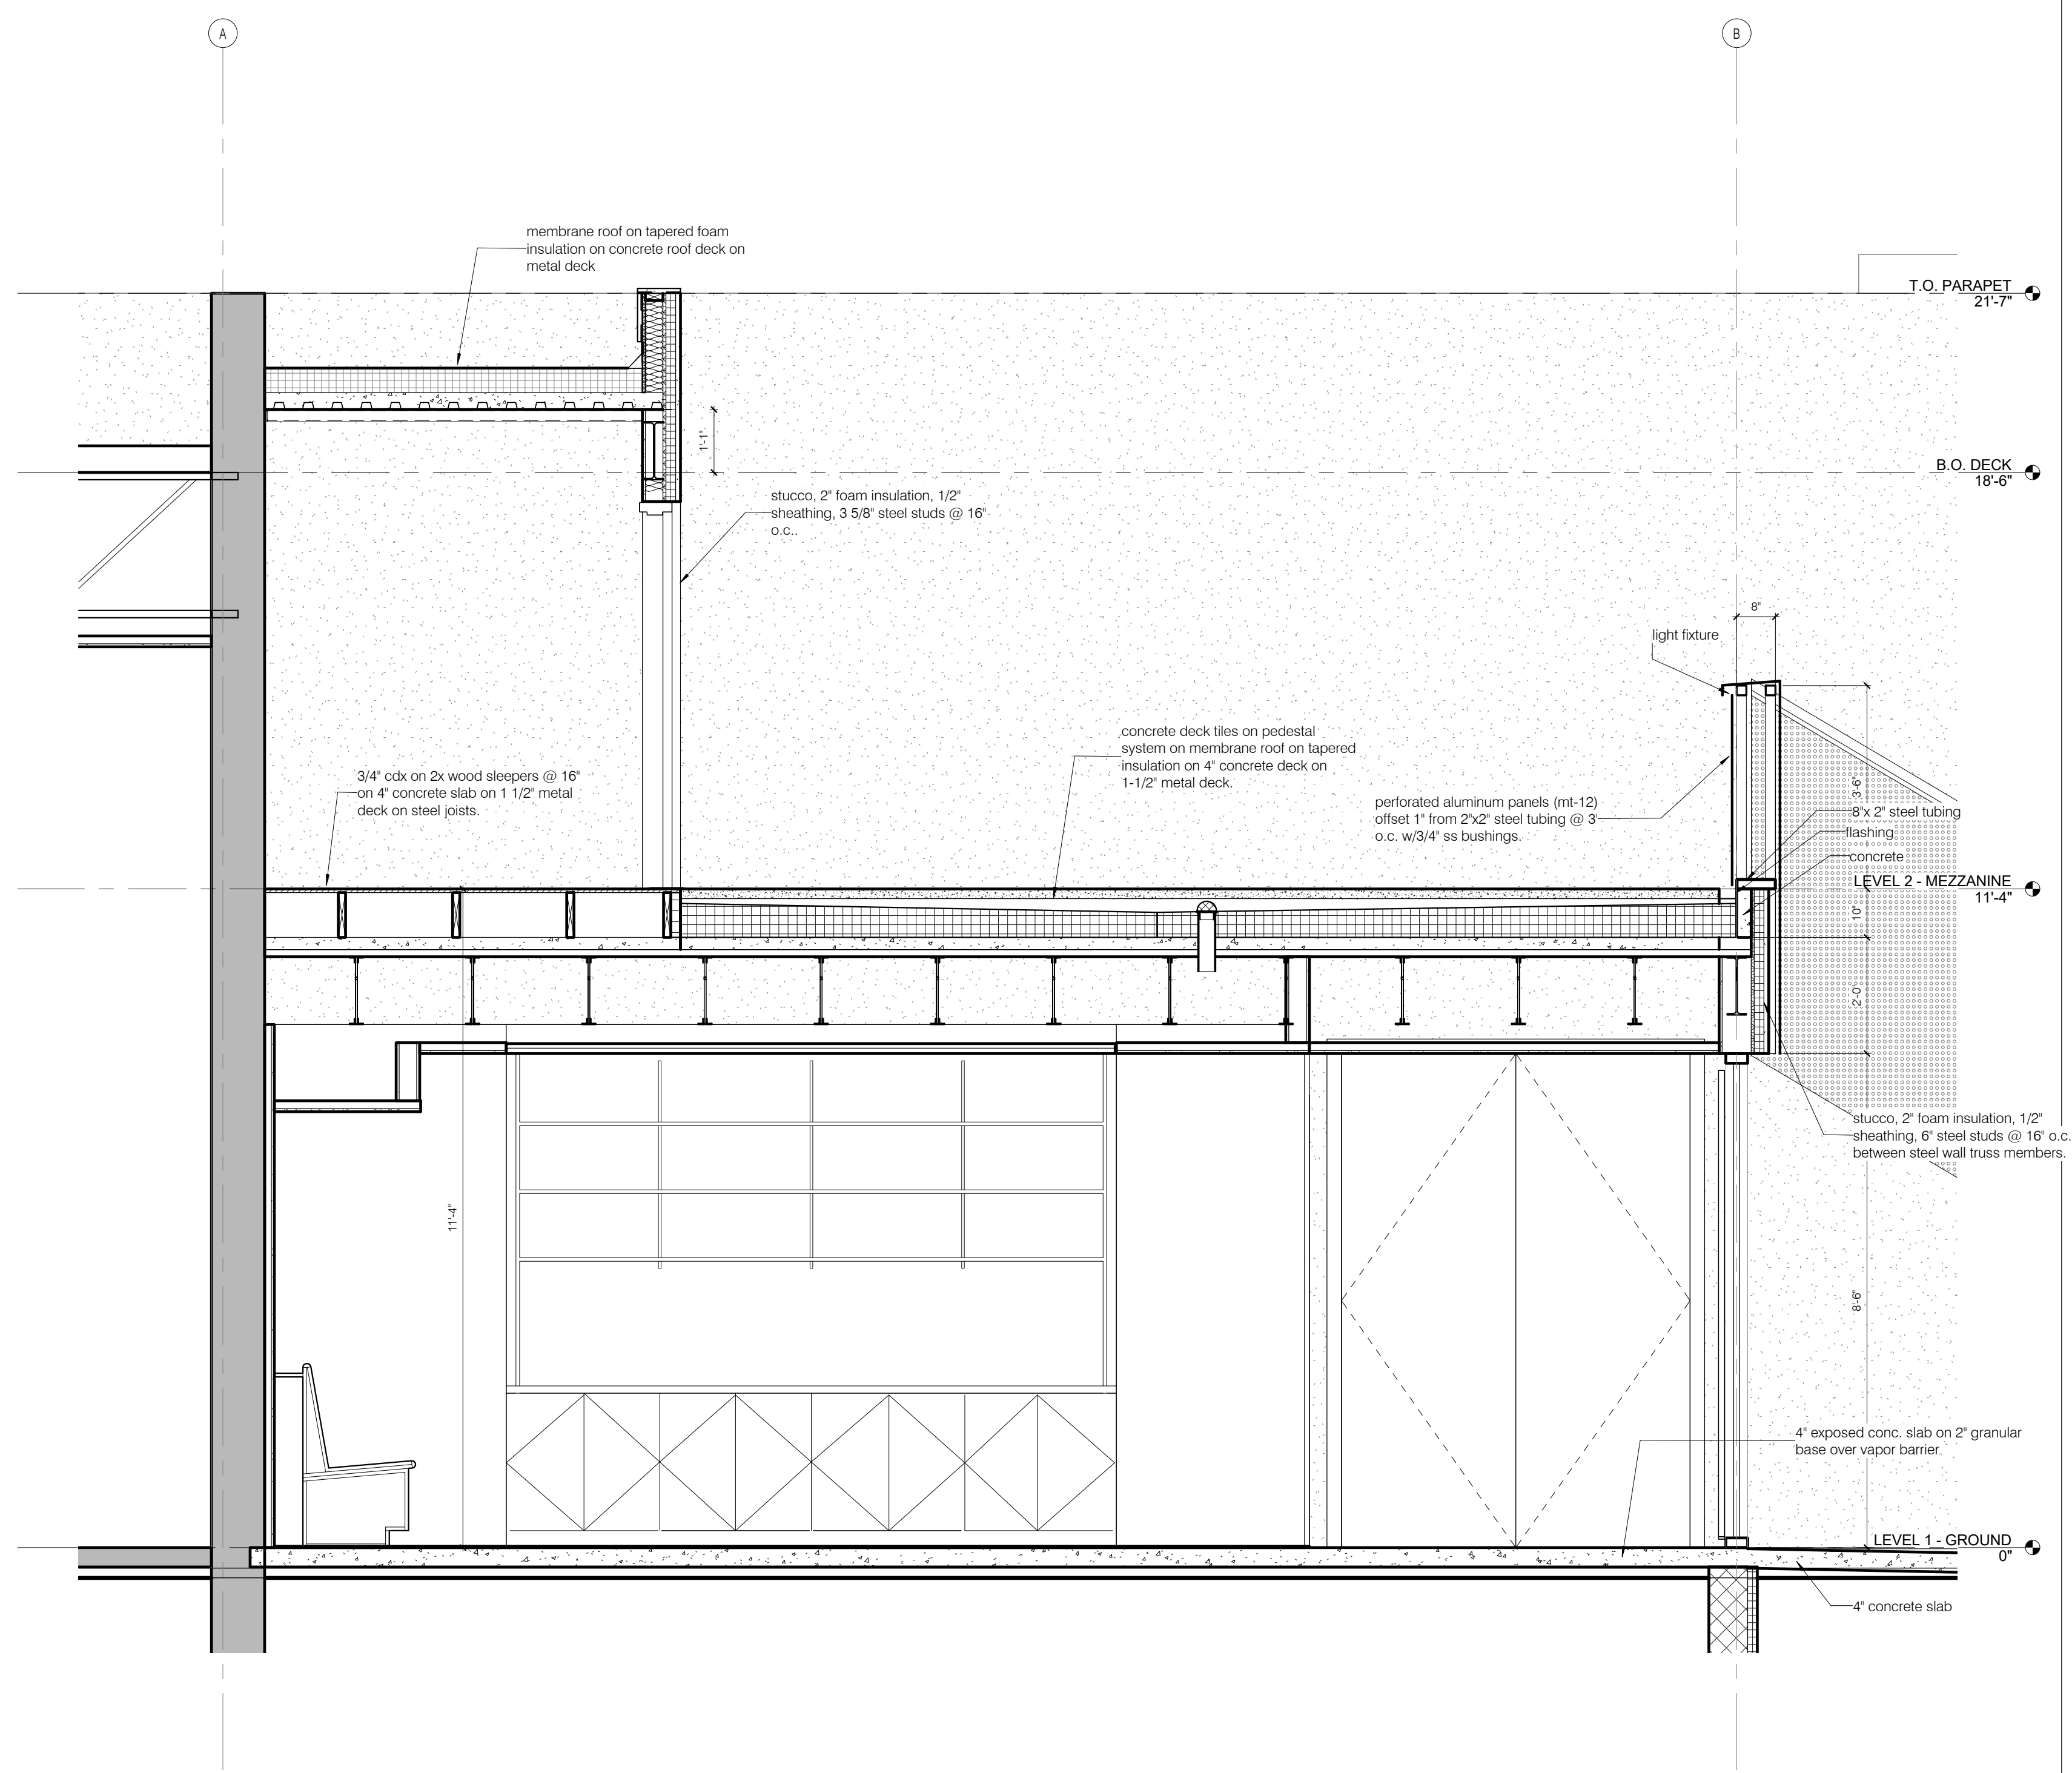 A
B
membrane roof on tapered foam
insulation on concrete roof deck on
metal deck
T.O. PARAPET
21'-7"
1'-1"
B.O. DECK
18'-6"
stucco, 2" foam insulation, 1/2"
sheathing, 3 5/8" steel studs @ 16"
o.c..
8"
light fixture
concrete deck tiles on pedestal
system on membrane roof on tapered
insulation on 4" concrete deck on
1-1/2" metal deck.
3/4" cdx on 2x wood sleepers @ 16"
on 4" concrete slab on 1 1/2" metal
deck on steel joists.
perforated aluminum panels (mt-12)
offset 1" from 2"x2" steel tubing @ 3'
o.c. w/3/4" ss bushings.
3'-6"
8"x 2" steel tubing
flashing
concrete
LEVEL 2 - MEZZANINE
11'-4"
10"
2'-0"
stucco, 2" foam insulation, 1/2"
sheathing, 6" steel studs @ 16" o.c.
between steel wall truss members.
11'-4"
8'-6"
4" exposed conc. slab on 2" granular
base over vapor barrier.
LEVEL 1 - GROUND
0"
4" concrete slab